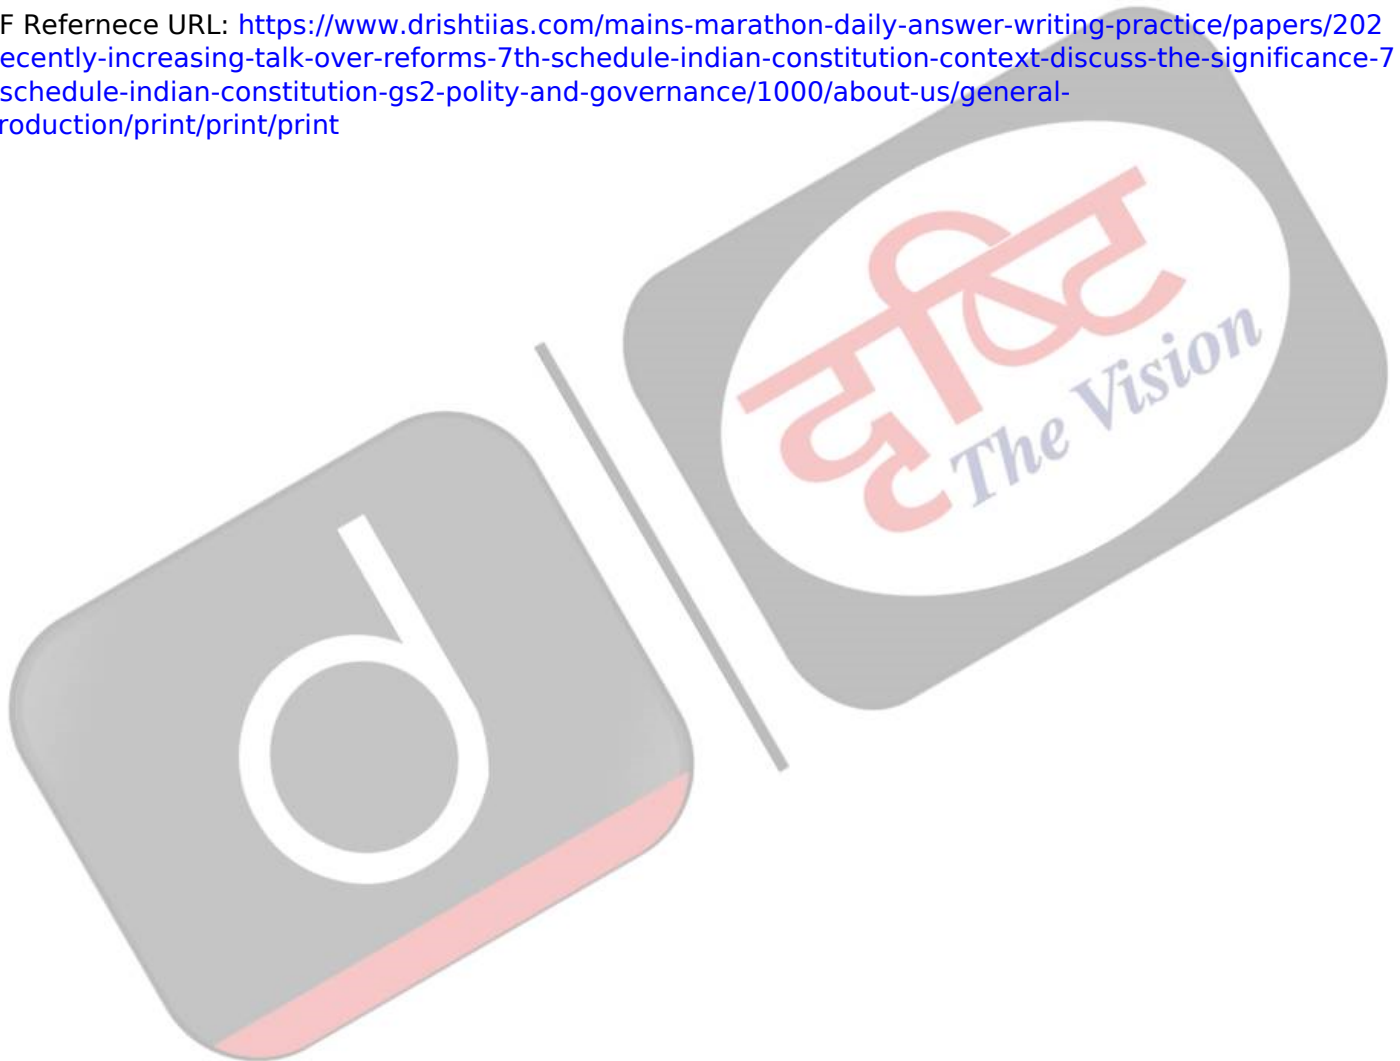 F Refernece URL: https://www.drishtiias.com/mains-marathon-daily-answer-writing-practice/papers/202
ecently-increasing-talk-over-reforms-7th-schedule-indian-constitution-context-discuss-the-significance-7
schedule-indian-constitution-gs2-polity-and-governance/1000/about-us/general-
roduction/print/print/print
दृष्टि
The Vision
d